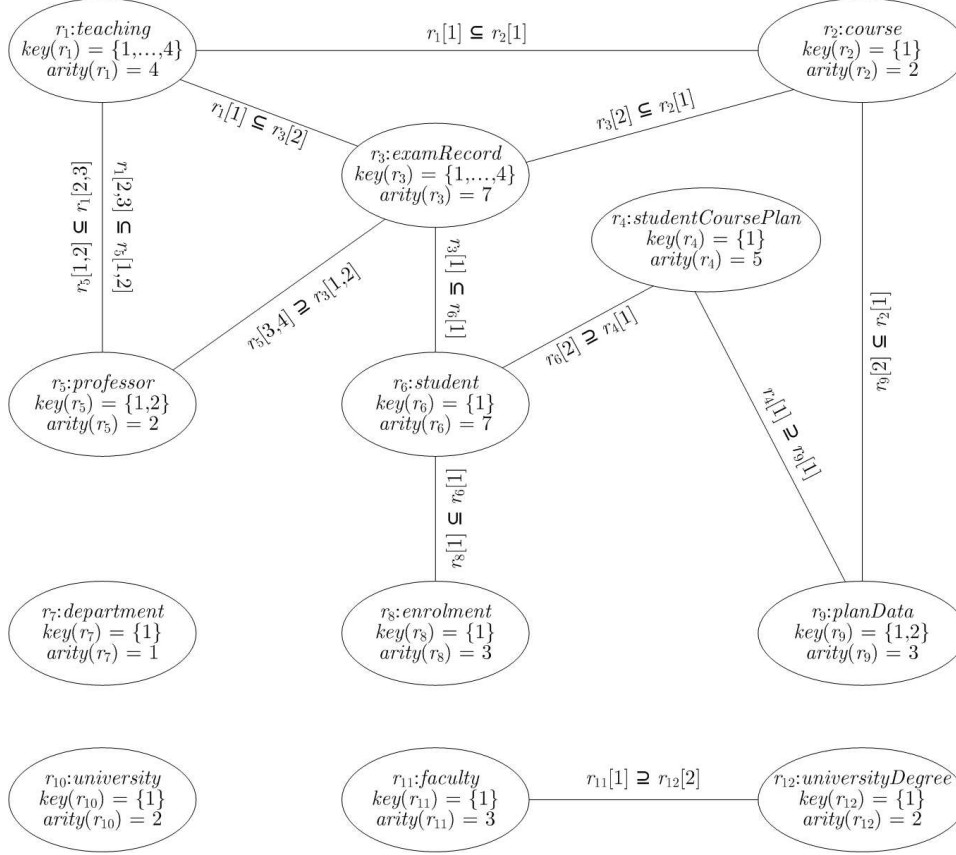 r₁:teaching
key(r₁) = {1,...,4}
arity(r₁) = 4
r₁[1] ⊆ r₂[1]
r₂:course
key(r₂) = {1}
arity(r₂) = 2
r₁[1] ⊆ r₃[2]
r₃[2] ⊆ r₂[1]
r₃:examRecord
key(r₃) = {1,...,4}
arity(r₃) = 7
r₅[1,2] ⊆ r₁[2,3]
r₁[2,3] ⊆ r₅[1,2]
r₄:studentCoursePlan
key(r₄) = {1}
arity(r₄) = 5
r₅[3,4] ⊇ r₃[1,2]
r₃[1] ⊆ r₆[1]
r₆[2] ⊇ r₄[1]
r₉[2] ⊆ r₂[1]
r₅:professor
key(r₅) = {1,2}
arity(r₅) = 2
r₆:student
key(r₆) = {1}
arity(r₆) = 7
r₄[1] ⊇ r₉[1]
r₈[1] ⊆ r₆[1]
r₇:department
key(r₇) = {1}
arity(r₇) = 1
r₈:enrolment
key(r₈) = {1}
arity(r₈) = 3
r₉:planData
key(r₉) = {1,2}
arity(r₉) = 3
r₁₀:university
key(r₁₀) = {1}
arity(r₁₀) = 2
r₁₁:faculty
key(r₁₁) = {1}
arity(r₁₁) = 3
r₁₁[1] ⊇ r₁₂[2]
r₁₂:universityDegree
key(r₁₂) = {1}
arity(r₁₂) = 2